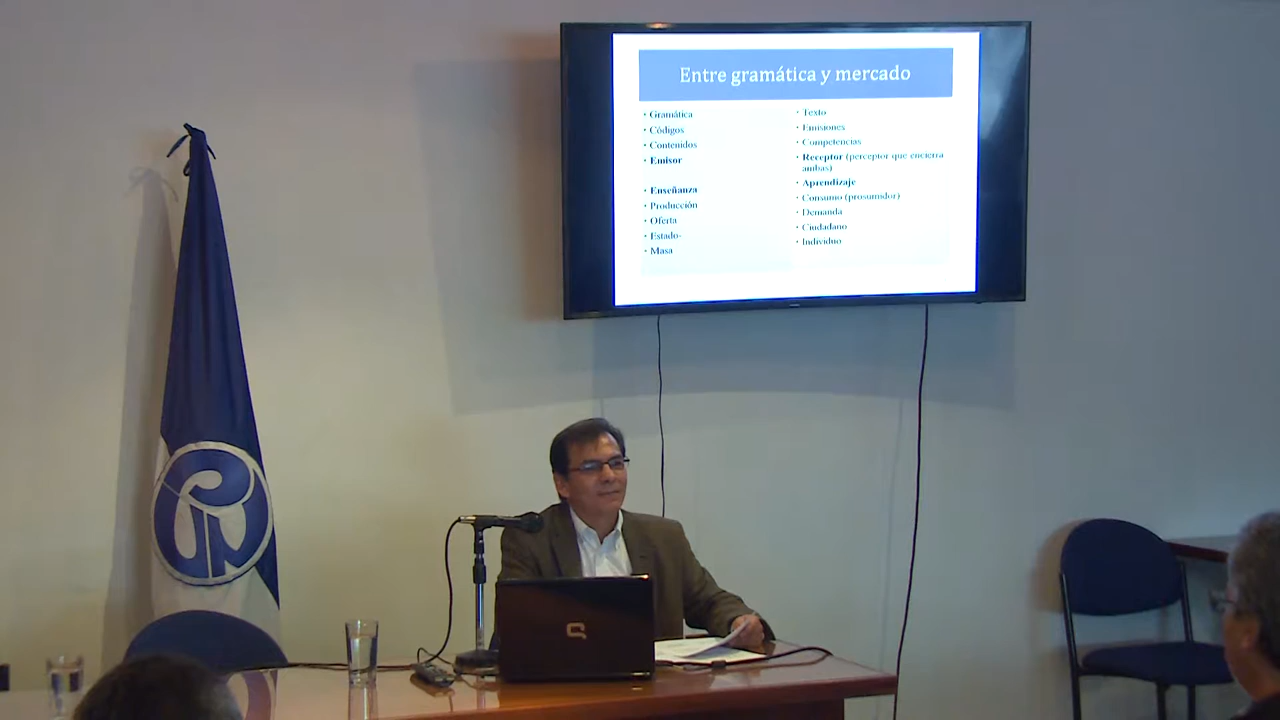 Entre gramática y mercado
• Gramática
• Códigos
• Contenidos
• Emisor
• Enseñanza
• Producción
• Oferta
• Estado-
• Masa
• Texto
• Emisiones
• Competencias
• Receptor (perceptor que encierra
ambas)
• Aprendizaje
• Consumo (prosumidor)
• Demanda
• Ciudadano
• Individuo